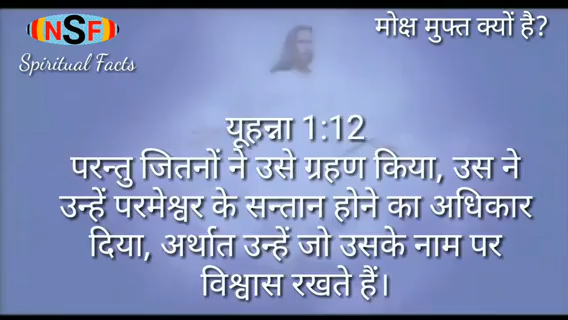 NSF
Spiritual Facts
मोक्ष मुफ्त क्यों है?
यूहन्ना 1:12
परन्तु जितनों ने उसे ग्रहण किया, उस ने
उन्हें परमेश्वर के सन्तान होने का अधिकार
दिया, अर्थात उन्हें जो उसके नाम पर
विश्वास रखते हैं।